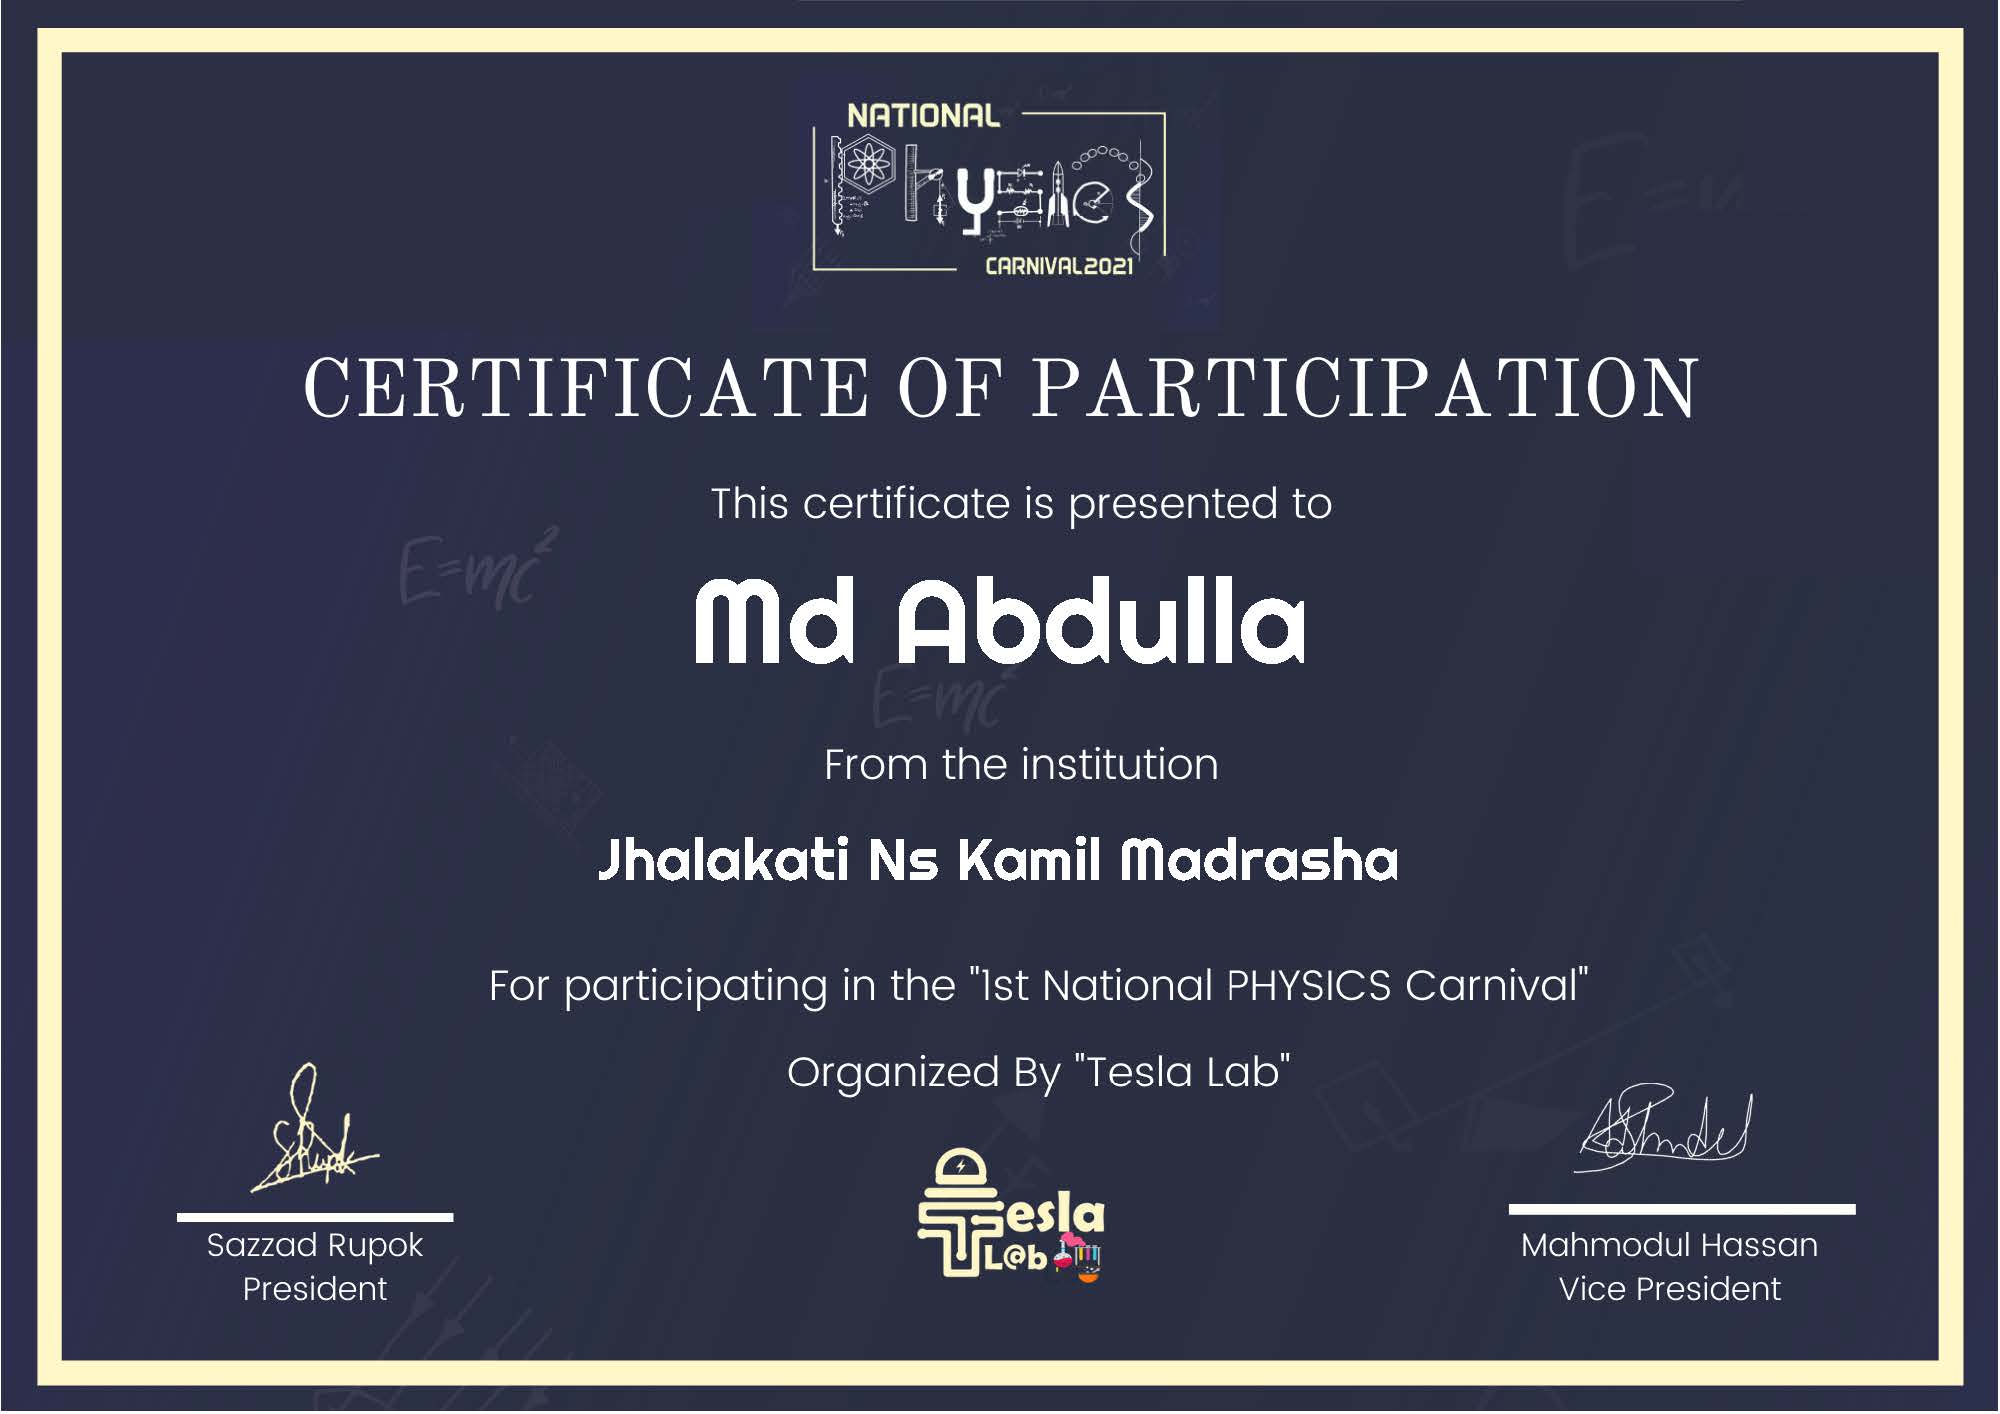 NATIONAL
Physics
CARNIVAL2021
CERTIFICATE OF PARTICIPATION
This certificate is presented to
E=mc²
Md Abdulla
E=mc²
From the institution
Jhalakati Ns Kamil Madrasha
For participating in the "1st National PHYSICS Carnival"
Organized By "Tesla Lab"
Tesla
L@b
Sazzad Rupok
President
Mahmodul Hassan
Vice President